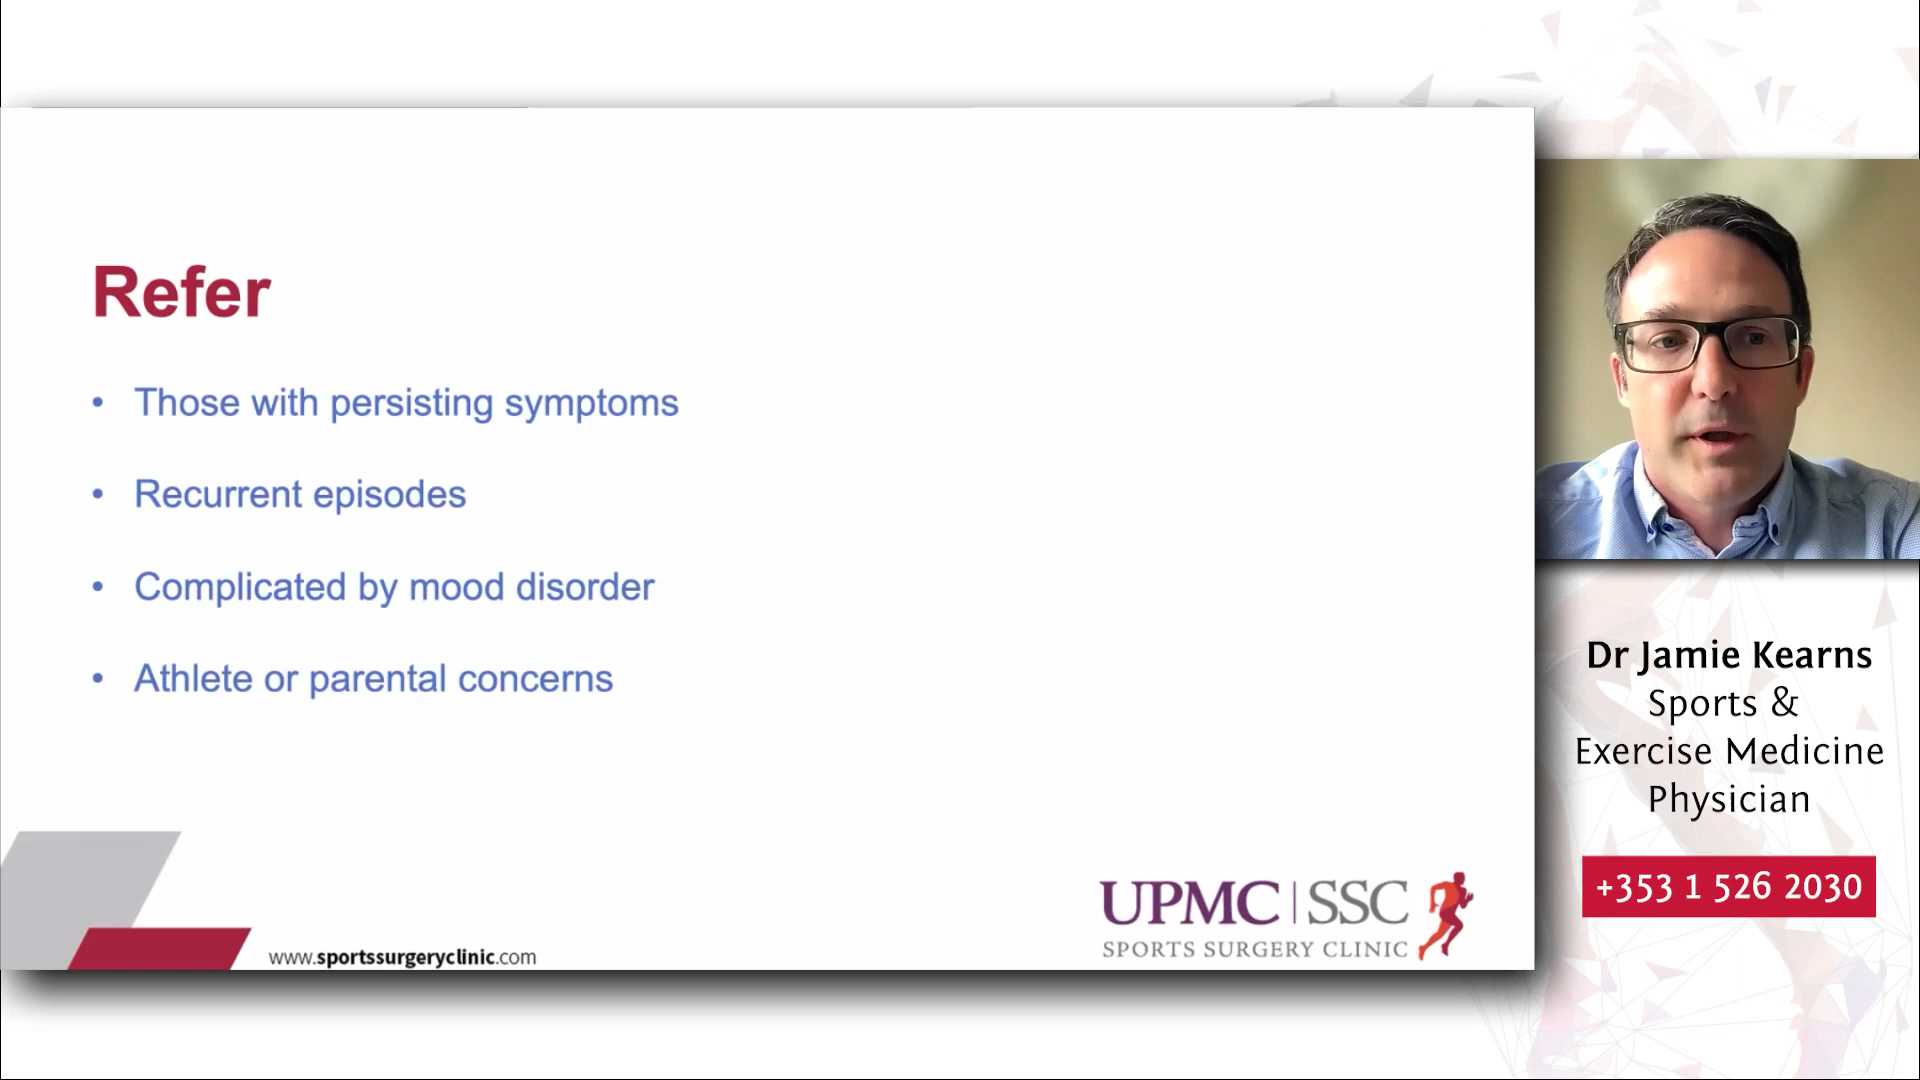 Refer
• Those with persisting symptoms
• Recurrent episodes
• Complicated by mood disorder
• Athlete or parental concerns
www.sportssurgeryclinic.com
UPMC | SSC
SPORTS SURGERY CLINIC
Dr Jamie Kearns
Sports &
Exercise Medicine
Physician
+353 1 526 2030